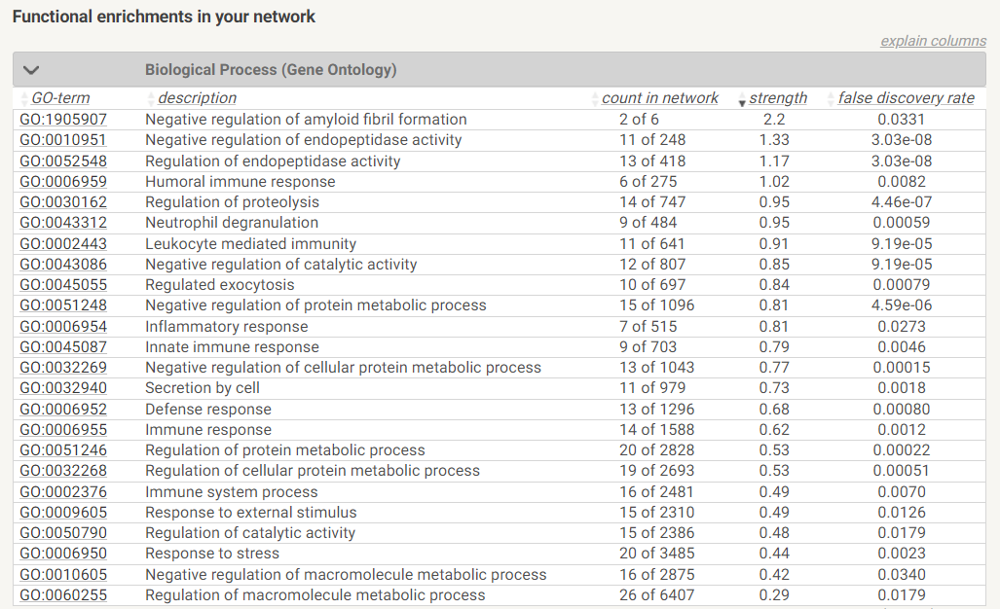 Functional enrichments in your network
explain columns
Biological Process (Gene Ontology)
GO-term description count in network strength false discovery rate
GO:1905907 Negative regulation of amyloid fibril formation 2 of 6 2.2 0.0331
GO:0010951 Negative regulation of endopeptidase activity 11 of 248 1.33 3.03e-08
GO:0052548 Regulation of endopeptidase activity 13 of 418 1.17 3.03e-08
GO:0006959 Humoral immune response 6 of 275 1.02 0.0082
GO:0030162 Regulation of proteolysis 14 of 747 0.95 4.46e-07
GO:0043312 Neutrophil degranulation 9 of 484 0.95 0.00059
GO:0002443 Leukocyte mediated immunity 11 of 641 0.91 9.19e-05
GO:0043086 Negative regulation of catalytic activity 12 of 807 0.85 9.19e-05
GO:0045055 Regulated exocytosis 10 of 697 0.84 0.00079
GO:0051248 Negative regulation of protein metabolic process 15 of 1096 0.81 4.59e-06
GO:0006954 Inflammatory response 7 of 515 0.81 0.0273
GO:0045087 Innate immune response 9 of 703 0.79 0.0046
GO:0032269 Negative regulation of cellular protein metabolic process 13 of 1043 0.77 0.00015
GO:0032940 Secretion by cell 11 of 979 0.73 0.0018
GO:0006952 Defense response 13 of 1296 0.68 0.00080
GO:0006955 Immune response 14 of 1588 0.62 0.0012
GO:0051246 Regulation of protein metabolic process 20 of 2828 0.53 0.00022
GO:0032268 Regulation of cellular protein metabolic process 19 of 2693 0.53 0.00051
GO:0002376 Immune system process 16 of 2481 0.49 0.0070
GO:0009605 Response to external stimulus 15 of 2310 0.49 0.0126
GO:0050790 Regulation of catalytic activity 15 of 2386 0.48 0.0179
GO:0006950 Response to stress 20 of 3485 0.44 0.0023
GO:0010605 Negative regulation of macromolecule metabolic process 16 of 2875 0.42 0.0340
GO:0060255 Regulation of macromolecule metabolic process 26 of 6407 0.29 0.0179